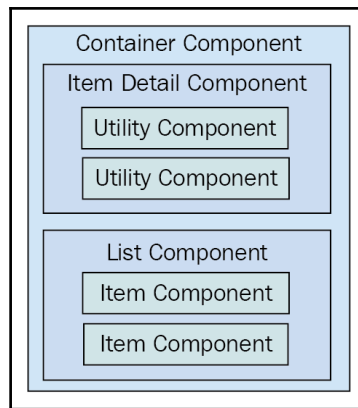 Container Component
Item Detail Component
Utility Component
Utility Component
List Component
Item Component
Item Component